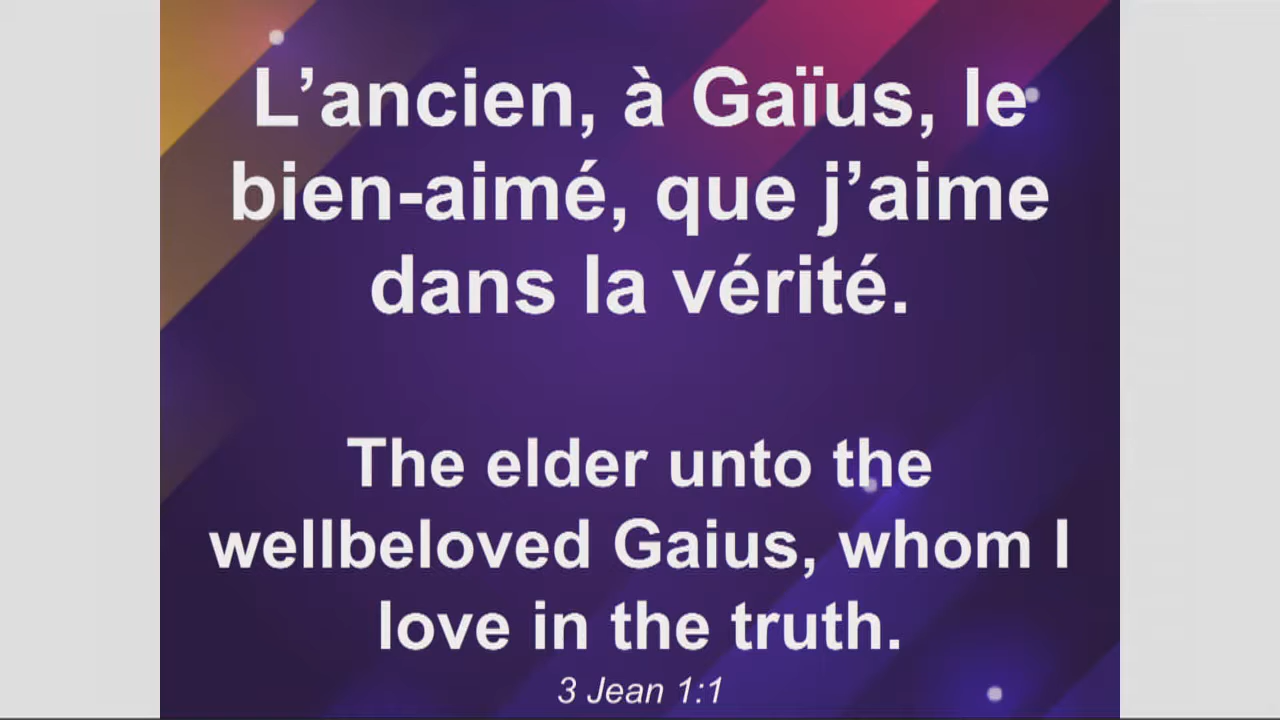 L’ancien, à Gaïus, le
bien-aimé, que j’aime
dans la vérité.
The elder unto the
wellbeloved Gaius, whom I
love in the truth.
3 Jean 1:1